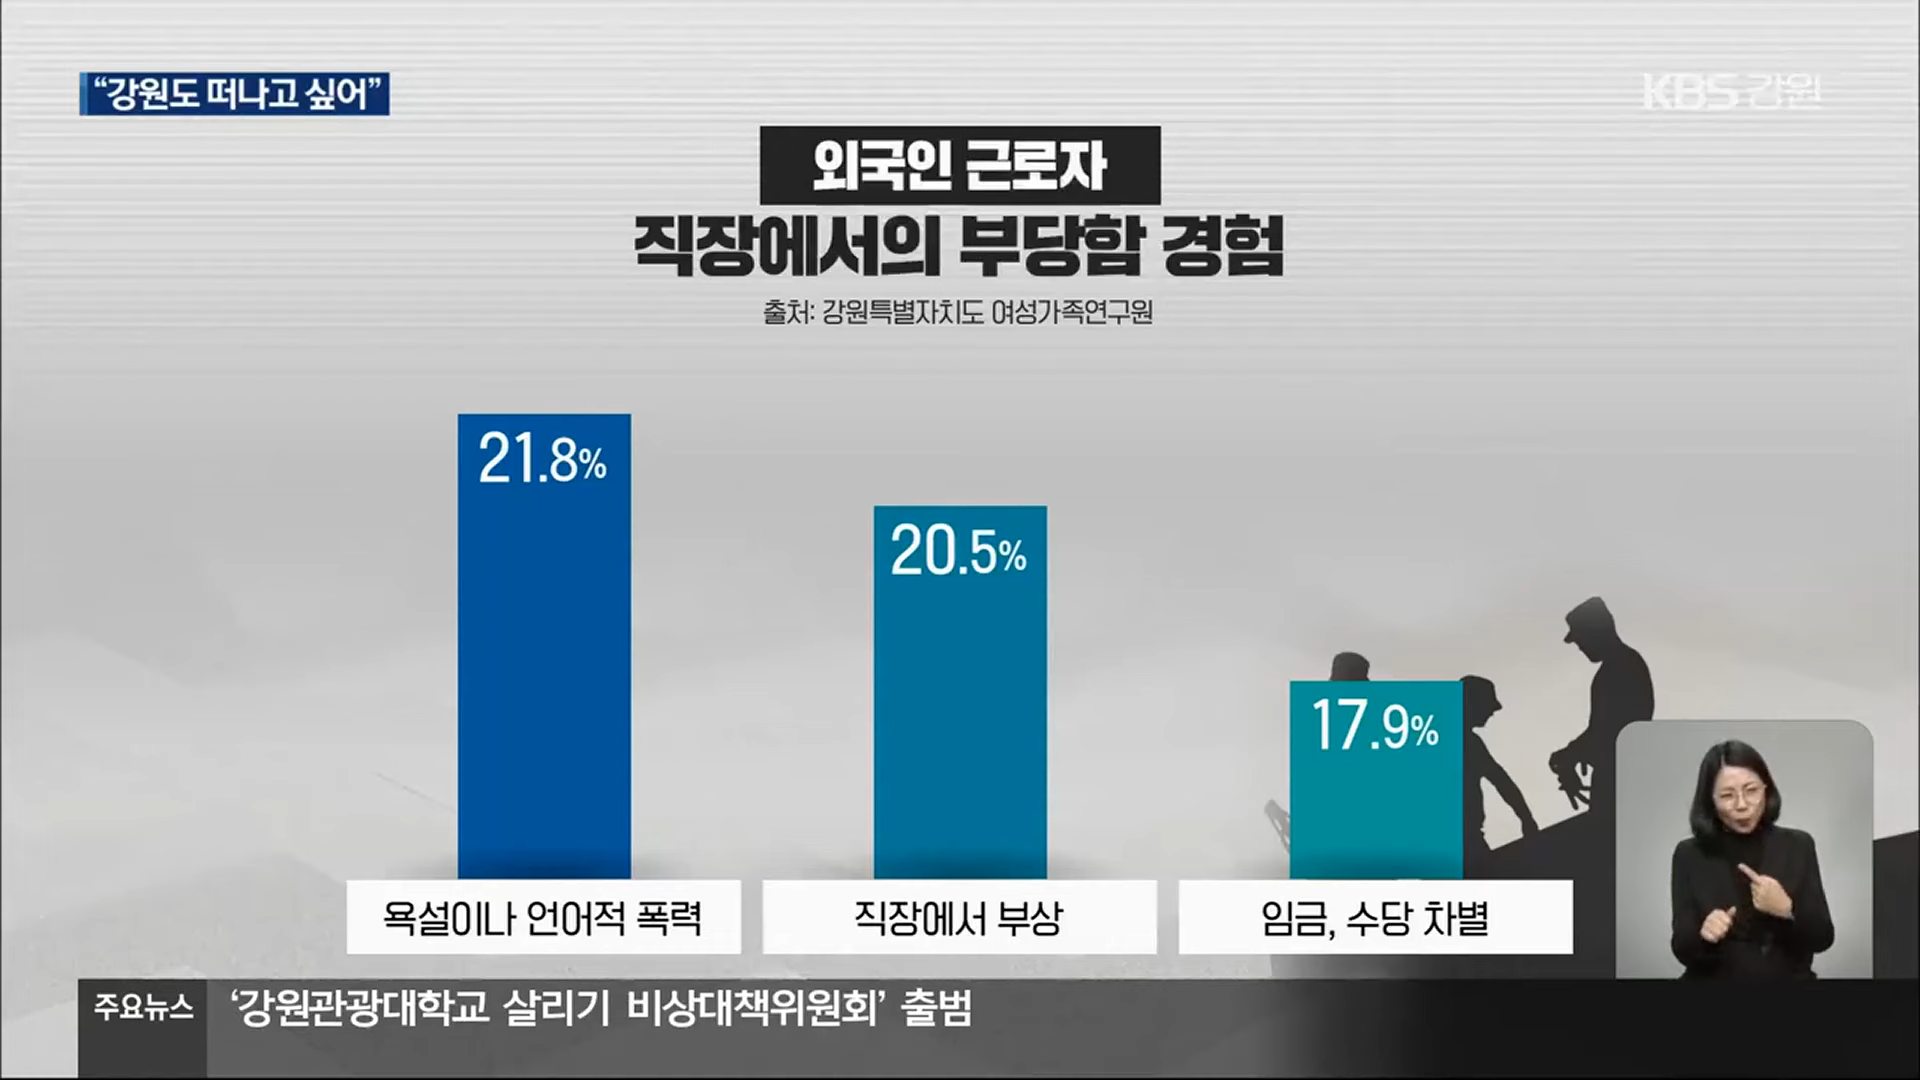 “강원도 떠나고 싶어”
KBS강원
외국인 근로자
직장에서의 부당함 경험
출처: 강원특별자치도 여성가족연구원
21.8%
20.5%
17.9%
욕설이나 언어적 폭력
직장에서 부상
임금, 수당 차별
주요뉴스
‘강원관광대학교 살리기 비상대책위원회’ 출범